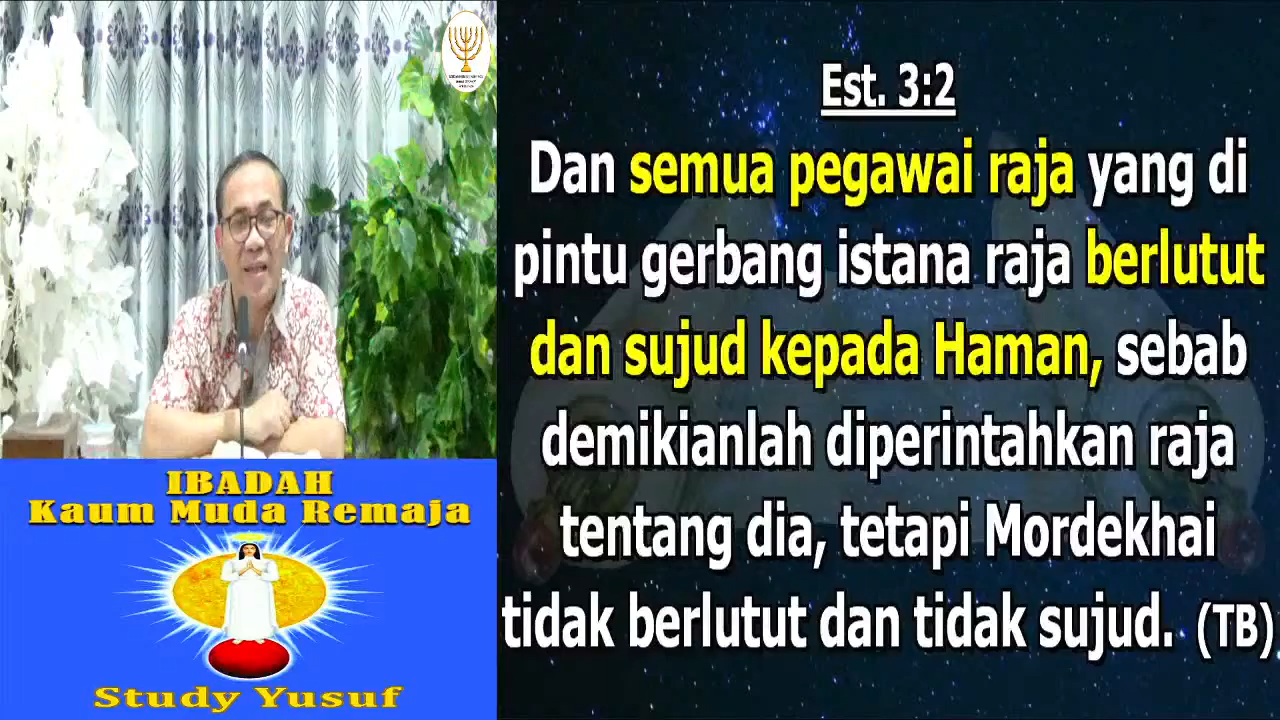 IBADAH
Kaum Muda Remaja
Study Yusuf
Est. 3:2
Dan semua pegawai raja yang di
pintu gerbang istana raja berlutut
dan sujud kepada Haman, sebab
demikianlah diperintahkan raja
tentang dia, tetapi Mordekhai
tidak berlutut dan tidak sujud. (TB)